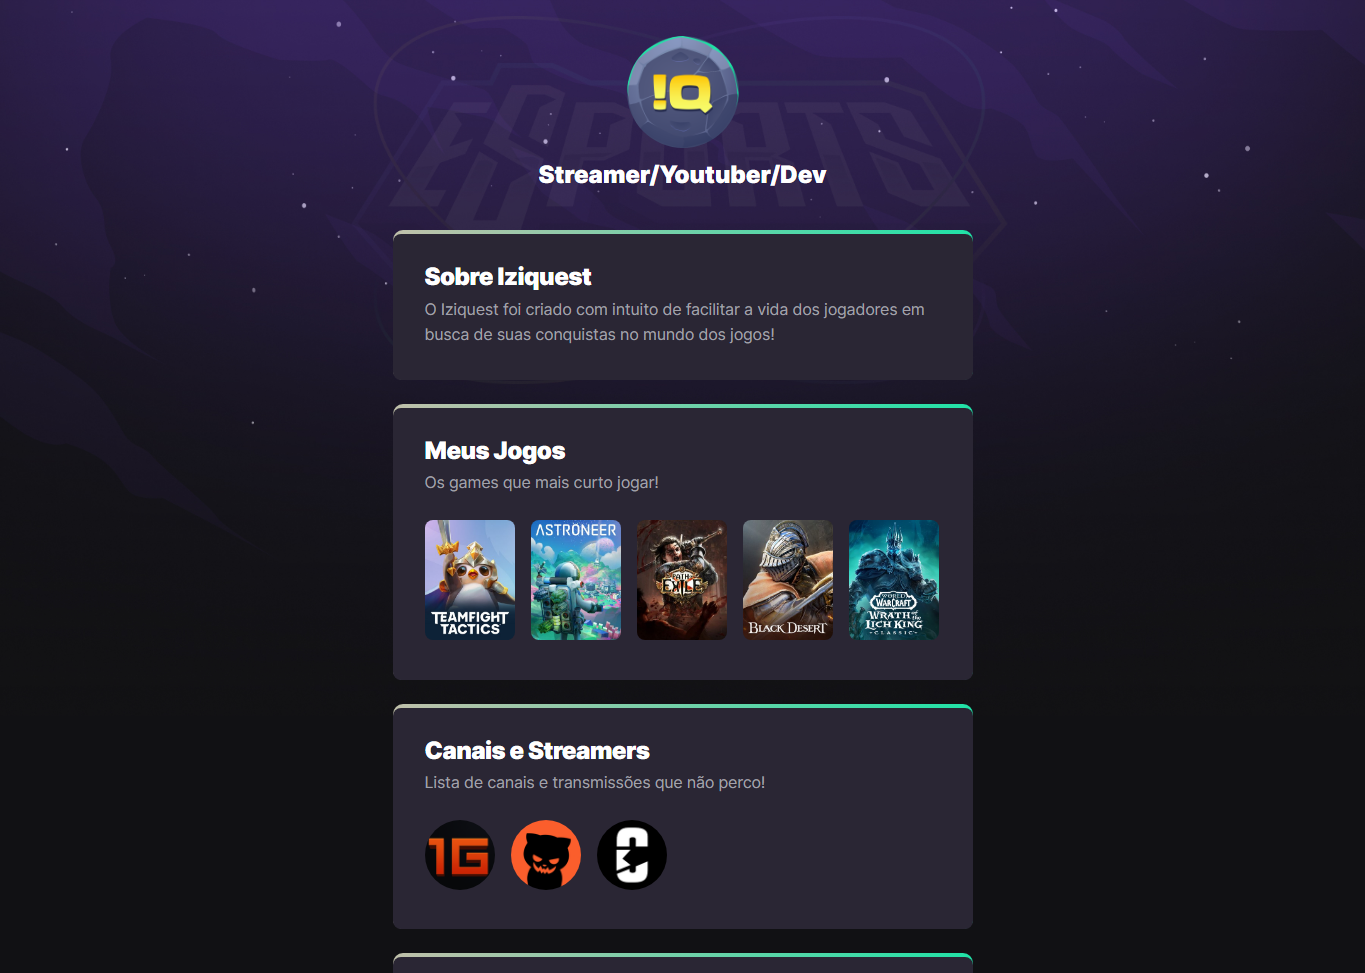 ESPORTS
!Q
Streamer/Youtuber/Dev
Sobre Iziquest
O Iziquest foi criado com intuito de facilitar a vida dos jogadores em
busca de suas conquistas no mundo dos jogos!
Meus Jogos
Os games que mais curto jogar!
TEAMFIGHT
TACTICS
ASTRONEER
PATH
EXILE
BLACK DESERT
WORLD
WARCRAFT
WRATH of the
LICH KING
CLASSIC
Canais e Streamers
Lista de canais e transmissões que não perco!
1G